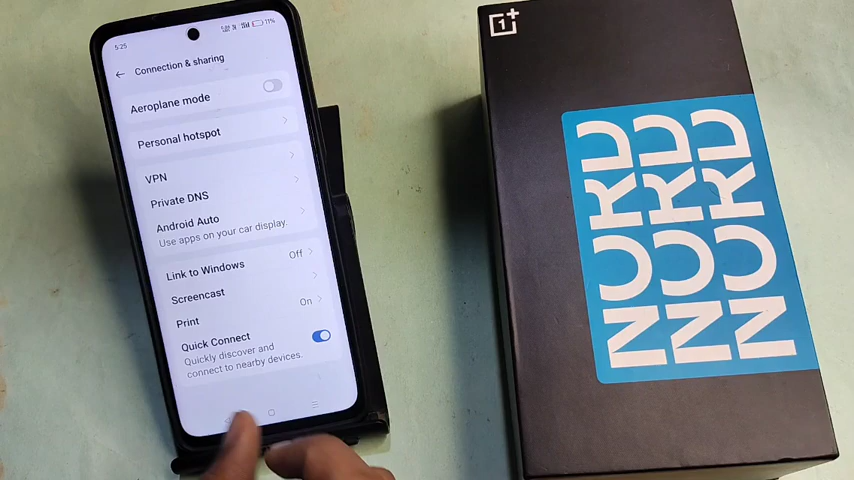 5:25
11%
Connection & sharing
Aeroplane mode
Personal hotspot
VPN
Private DNS
Android Auto
Use apps on your car display.
Link to Windows Off
Screencast
Print On
Quick Connect
Quickly discover and
connect to nearby devices.
1+
NORD
NORD
NORD